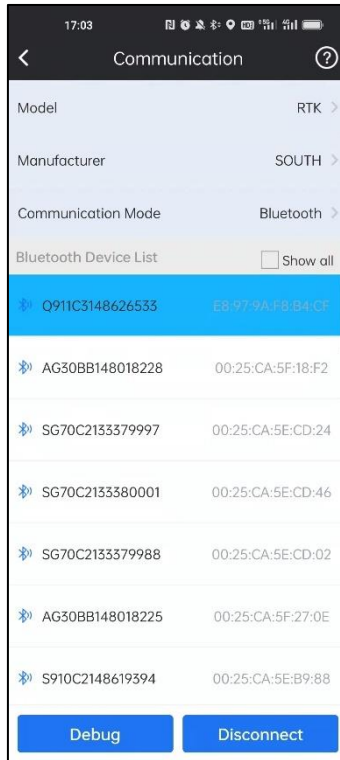 17:03
Communication
Model RTK
Manufacturer SOUTH
Communication Mode Bluetooth
Bluetooth Device List Show all
Q911C3148626533 E8:97:9A:F8:B4:CF
AG30BB148018228 00:25:CA:5F:18:F2
SG70C2133379997 00:25:CA:5E:CD:24
SG70C2133380001 00:25:CA:5E:CD:46
SG70C2133379988 00:25:CA:5E:CD:02
AG30BB148018225 00:25:CA:5F:27:0E
S910C2148619394 00:25:CA:5E:B9:88
Debug Disconnect